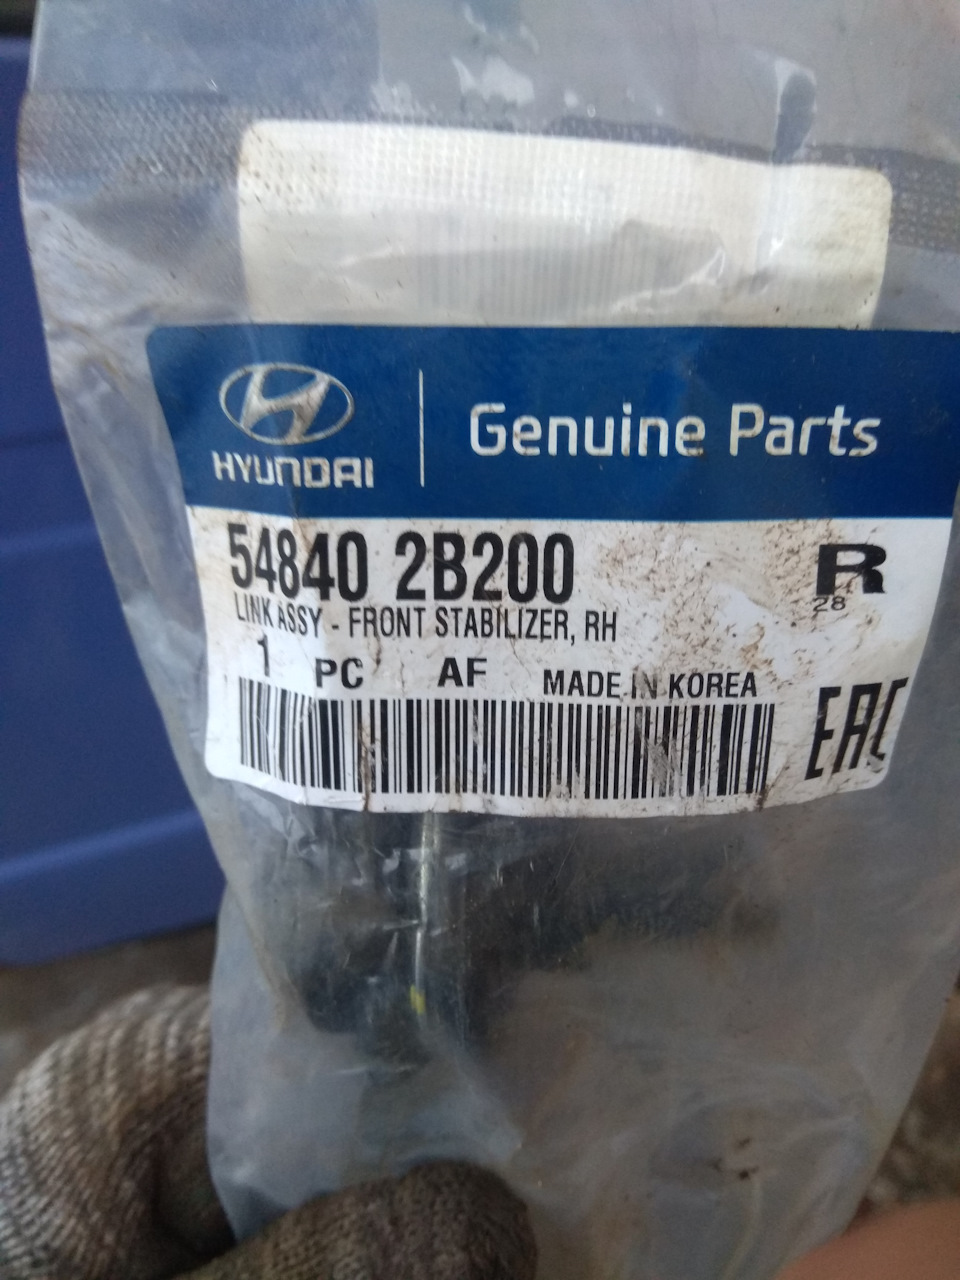 HYUNDAI
Genuine Parts
54840 2B200
R
28
LINK ASSY - FRONT STABILIZER, RH
1 PC AF MADE IN KOREA
EAC